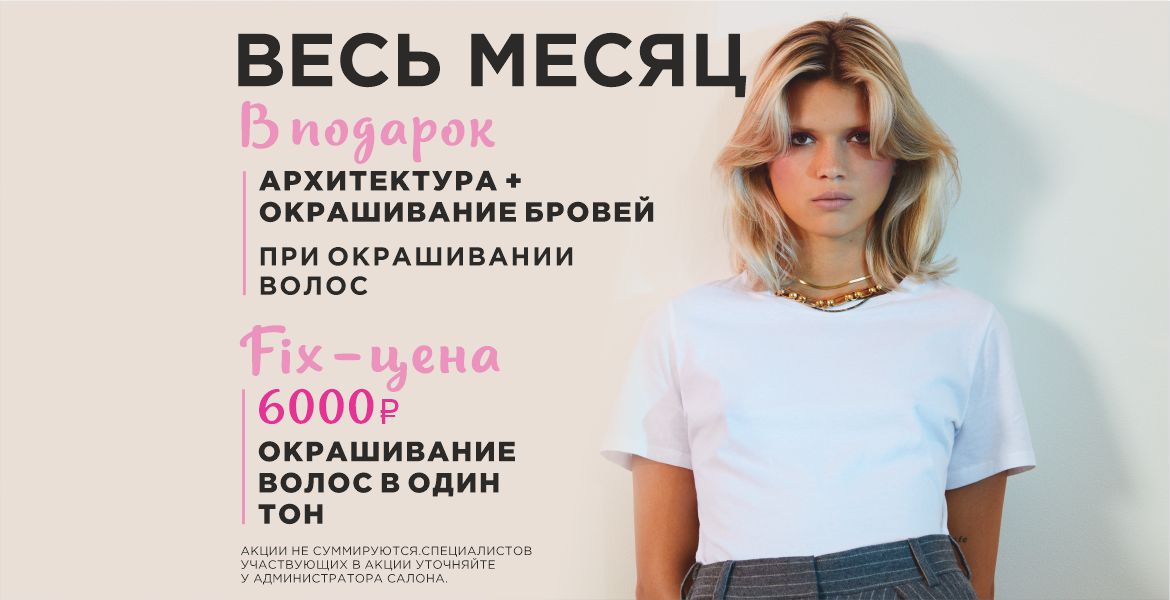 ВЕСЬ МЕСЯЦ
В подарок
АРХИТЕКТУРА +
ОКРАШИВАНИЕ БРОВЕЙ
ПРИ ОКРАШИВАНИИ
ВОЛОС
Fix – цена
6000₽
ОКРАШИВАНИЕ
ВОЛОС В ОДИН
ТОН
АКЦИИ НЕ СУММИРУЮТСЯ.СПЕЦИАЛИСТОВ
УЧАСТВУЮЩИХ В АКЦИИ УТОЧНЯЙТЕ
У АДМИНИСТРАТОРА САЛОНА.